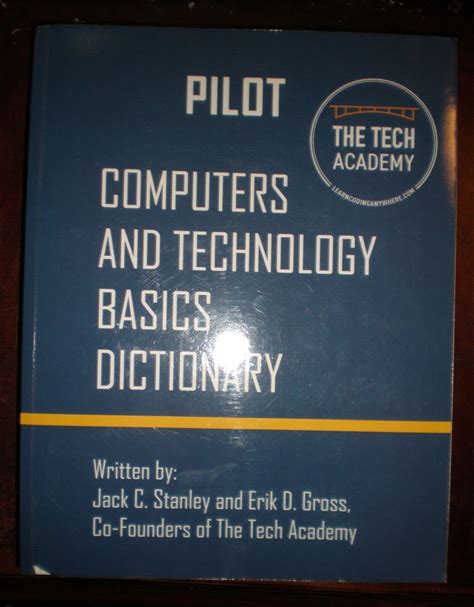 PILOT
THE TECH
ACADEMY
LEARNCODINGANYWHERE.COM
COMPUTERS
AND TECHNOLOGY
BASICS
DICTIONARY
Written by:
Jack C. Stanley and Erik D. Gross,
Co-Founders of The Tech Academy